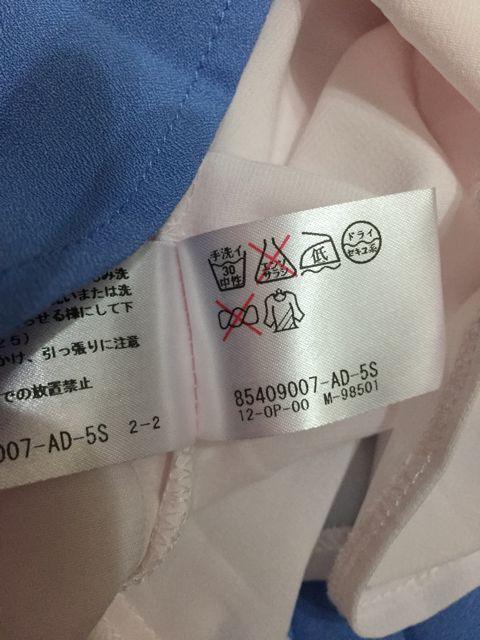 み洗
または洗
せる様にして下
25)
かけ、引っ張りに注意
での放置禁止
007-AD-5S 2-2
手洗イ
30
中性
エンソ
サラシ
低
ドライ
セキユ系
85409007-AD-5S
12-OP-00 M-98501